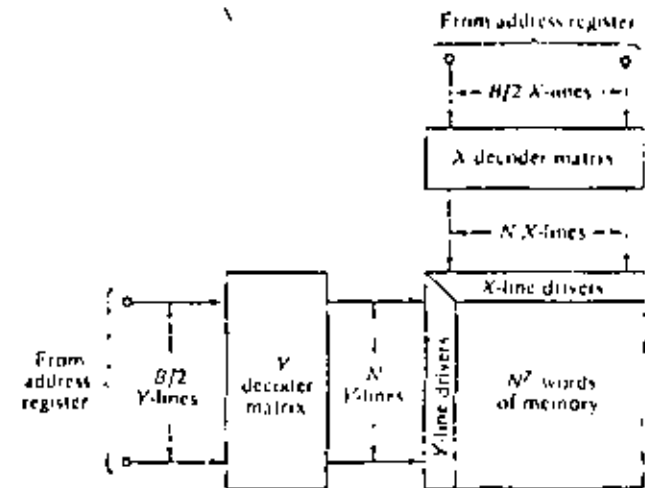 From address register
B/2 X-lines
X decoder matrix
N X-lines
X-line drivers
From
address
register
B/2
Y-lines
Y
decoder
matrix
N
Y-lines
Y-line drivers
N² words
of memory